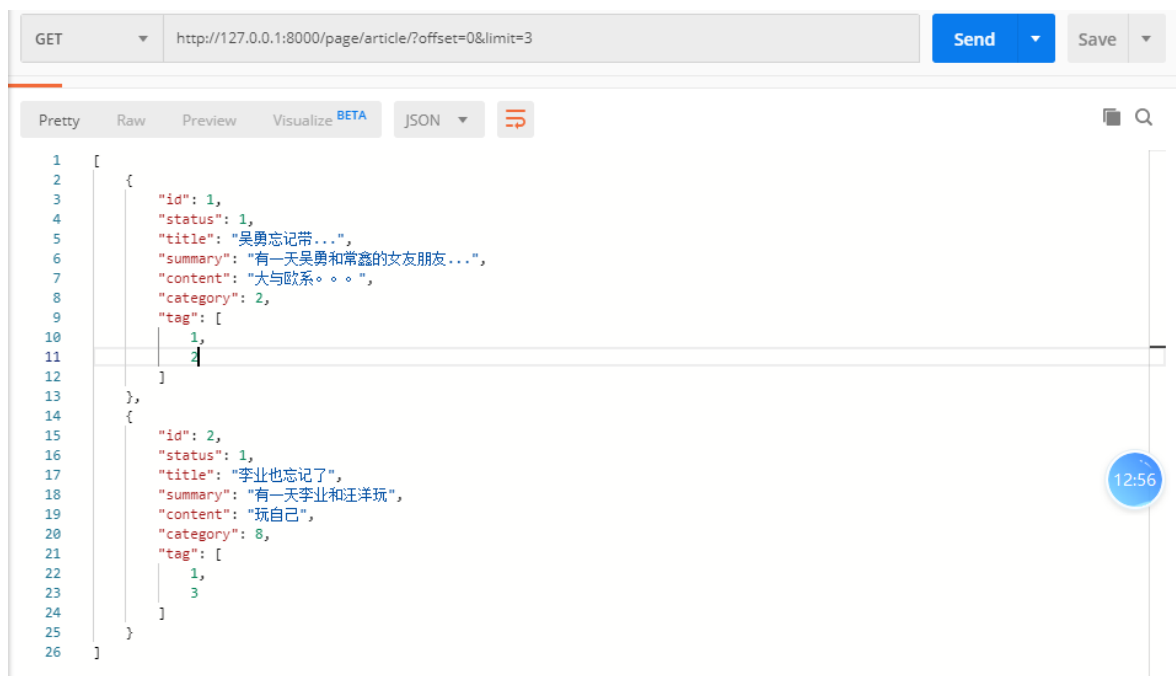 GET http://127.0.0.1:8000/page/article/?offset=0&limit=3 Send Save
Pretty Raw Preview Visualize BETA JSON
1 [
2 {
3 "id": 1,
4 "status": 1,
5 "title": "吴勇忘记带...",
6 "summary": "有一天吴勇和常鑫的女友朋友...",
7 "content": "大与欧系。。。",
8 "category": 2,
9 "tag": [
10 1,
11 2
12 ]
13 },
14 {
15 "id": 2,
16 "status": 1,
17 "title": "李业也忘记了",
18 "summary": "有一天李业和汪洋玩",
19 "content": "玩自己",
20 "category": 8,
21 "tag": [
22 1,
23 3
24 ]
25 }
26 ]
12:56